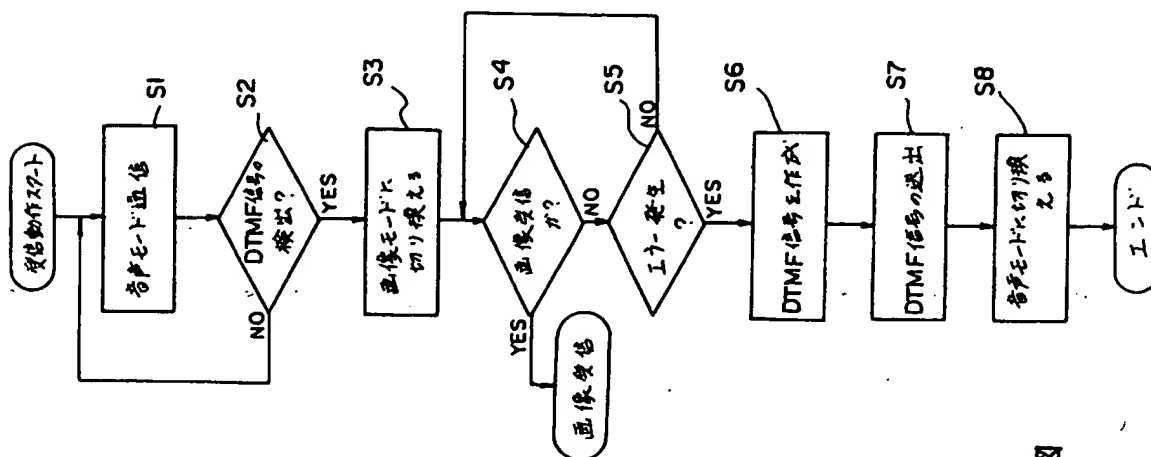 受信動作スタート
S1
音声モード通信
S2
DTMF信号の
検出?
NO
YES
S3
画像モードに
切り換える
S4
画像受信
か?
YES
NO
画像受信
S5
エラー発生
?
NO
YES
S6
DTMF信号を作成
S7
DTMF信号の送出
S8
音声モードに切り換
える
エンド
図